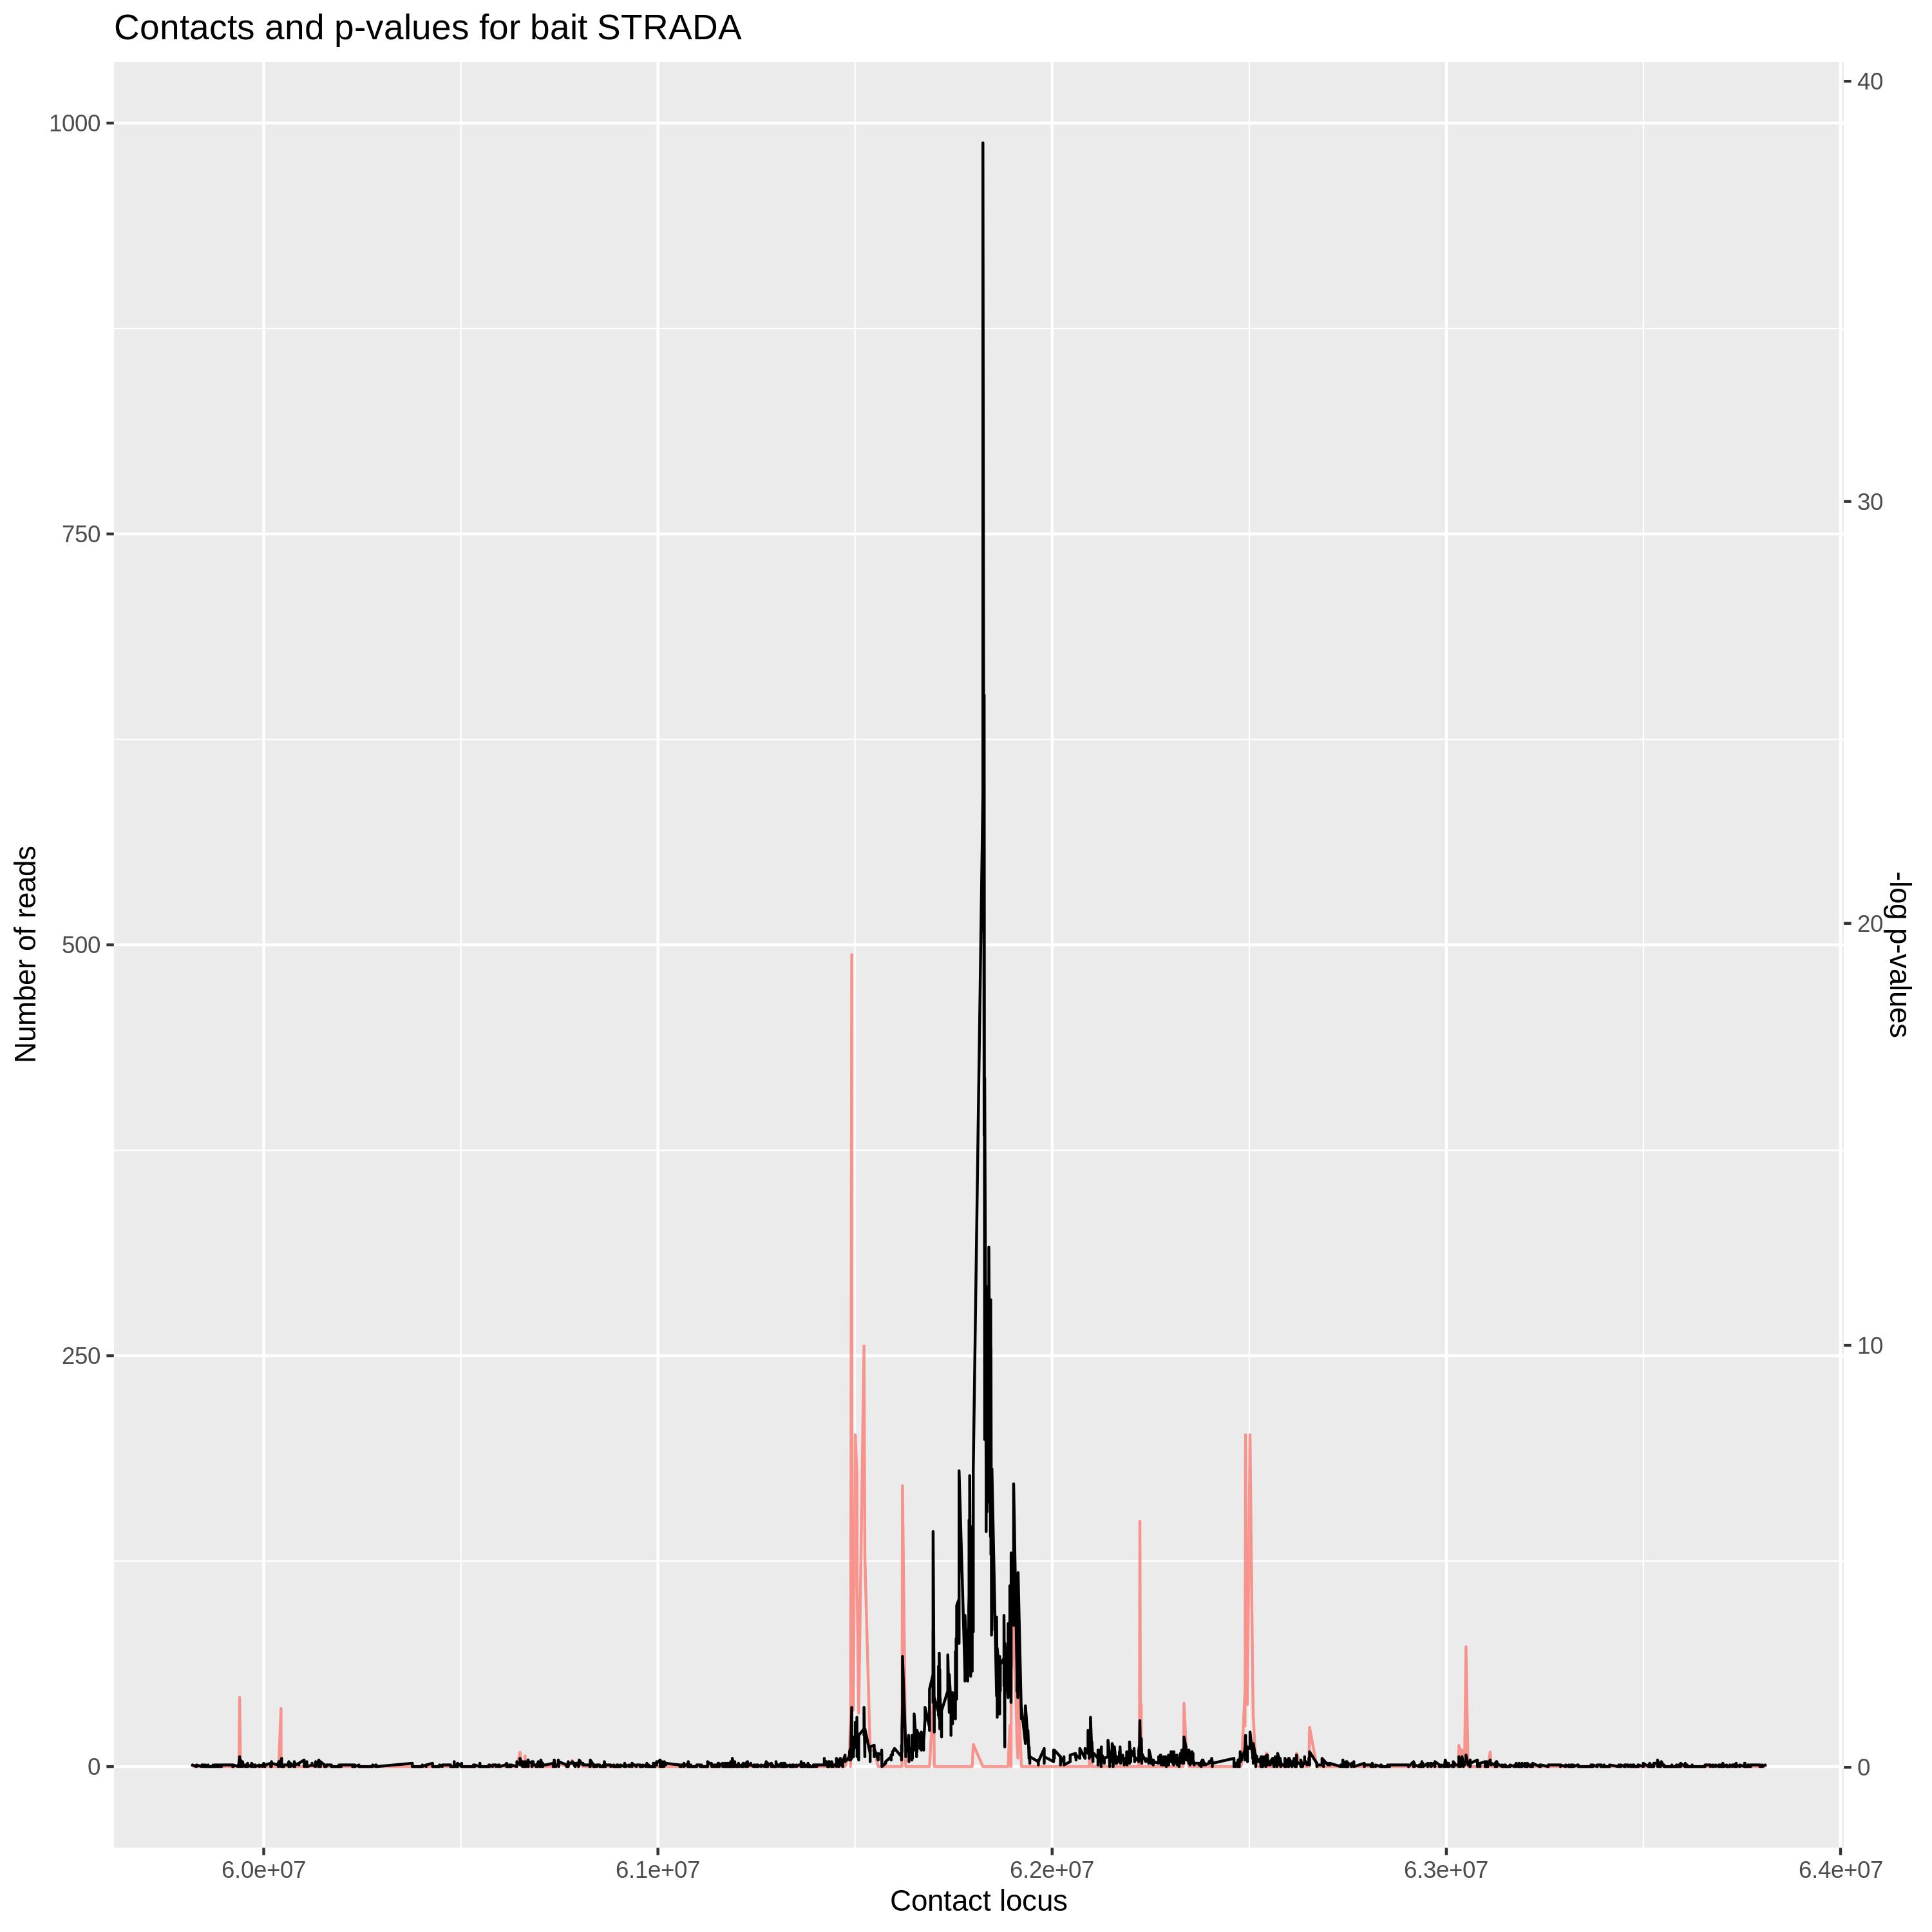 Contacts and p-values for bait STRADA
1000
750
500
250
0
Number of reads
40
30
20
10
0
-log p-values
6.0e+07
6.1e+07
6.2e+07
6.3e+07
6.4e+07
Contact locus